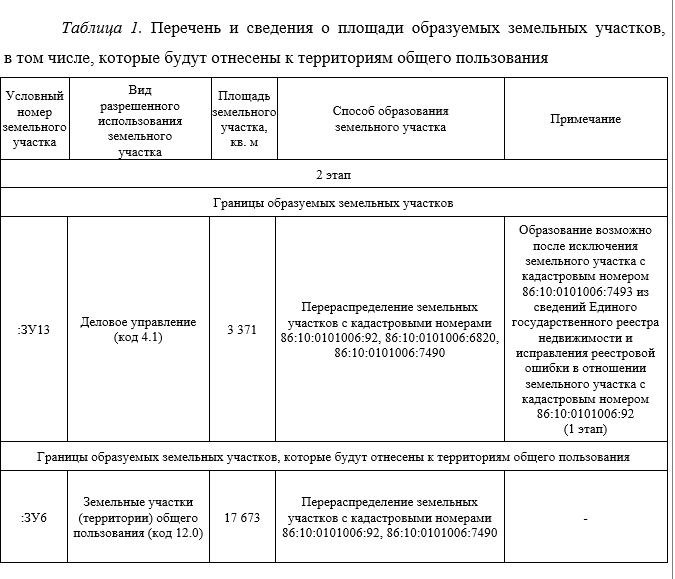 Таблица 1. Перечень и сведения о площади образуемых земельных участков,
в том числе, которые будут отнесены к территориям общего пользования
Условный
номер
земельного
участка
Вид
разрешенного
использования
земельного
участка
Площадь
земельного
участка,
кв. м
Способ образования
земельного участка
Примечание
2 этап
Границы образуемых земельных участков
:ЗУ13
Деловое управление
(код 4.1)
3 371
Перераспределение земельных
участков с кадастровыми номерами
86:10:0101006:92, 86:10:0101006:6820,
86:10:0101006:7490
Образование возможно
после исключения
земельного участка с
кадастровым номером
86:10:0101006:7493 из
сведений Единого
государственного реестра
недвижимости и
исправления реестровой
ошибки в отношении
земельного участка с
кадастровым номером
86:10:0101006:92
(1 этап)
Границы образуемых земельных участков, которые будут отнесены к территориям общего пользования
:ЗУ6
Земельные участки
(территории) общего
пользования (код 12.0)
17 673
Перераспределение земельных
участков с кадастровыми номерами
86:10:0101006:92, 86:10:0101006:7490
-